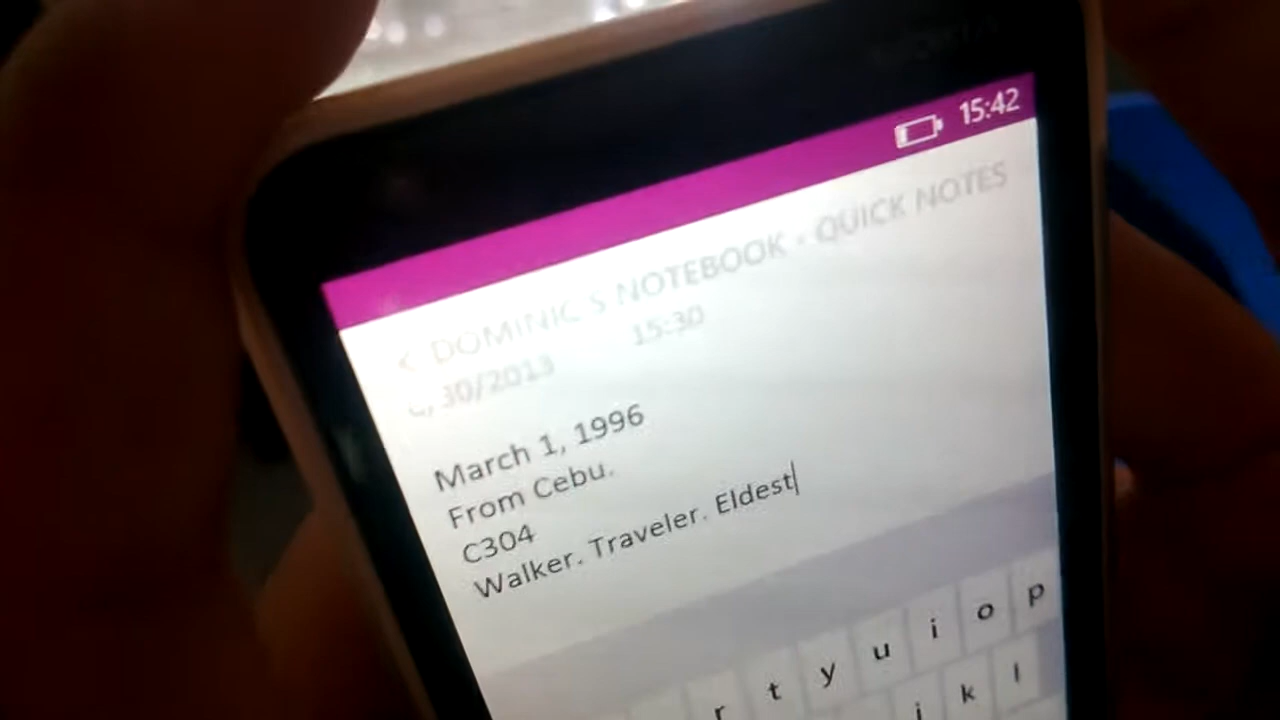 15:42
< DOMINIC'S NOTEBOOK - QUICK NOTES
30/2013 15:30
March 1, 1996
From Cebu.
C304
Walker. Traveler. Eldest
r t y u i o p
j k l